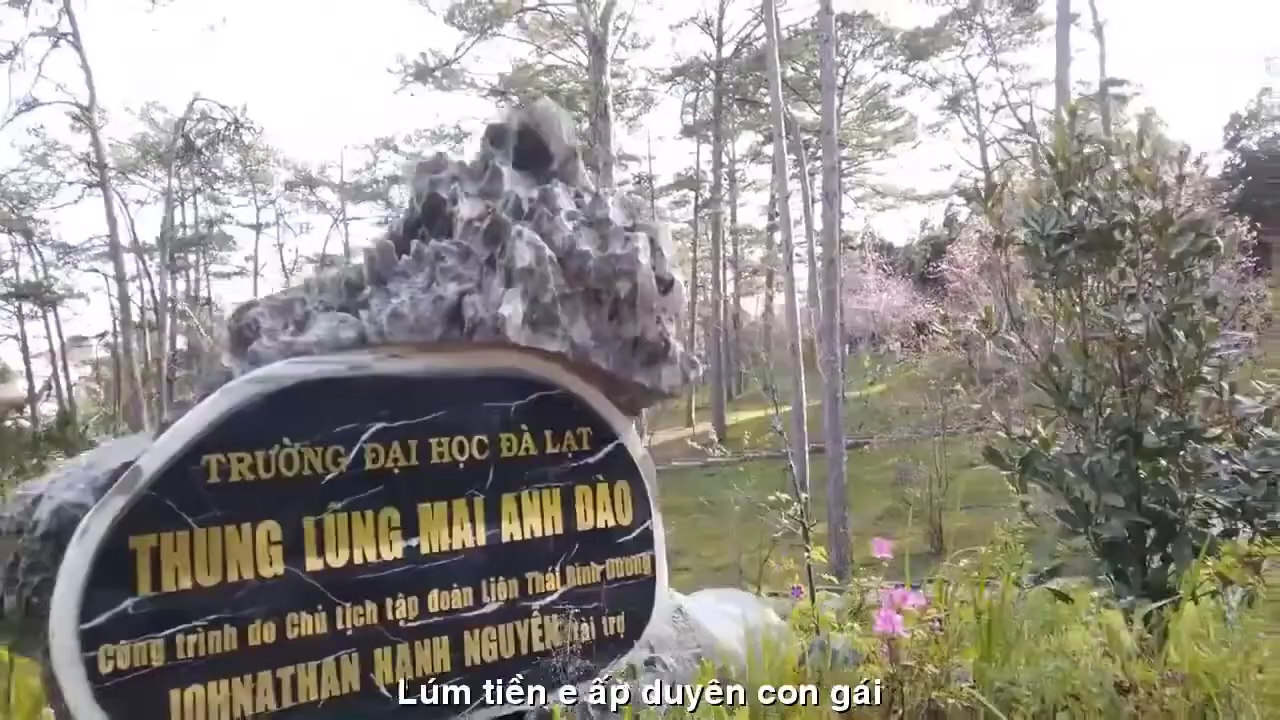 TRƯỜNG ĐẠI HỌC ĐÀ LẠT
THUNG LŨNG MAI ANH ĐÀO
Công trình do Chủ tịch tập đoàn Liên Thái Bình Dương
JOHNATHAN HẠNH NGUYỄN tài trợ
Lúm tiền e ấp duyên con gái